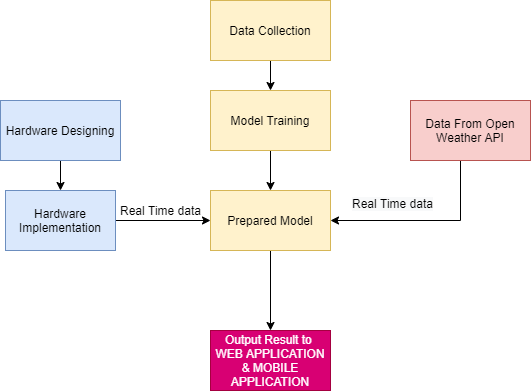 Data Collection
Hardware Designing
Model Training
Data From Open
Weather API
Hardware
Implementation
Real Time data
Prepared Model
Real Time data
Output Result to
WEB APPLICATION
& MOBILE
APPLICATION